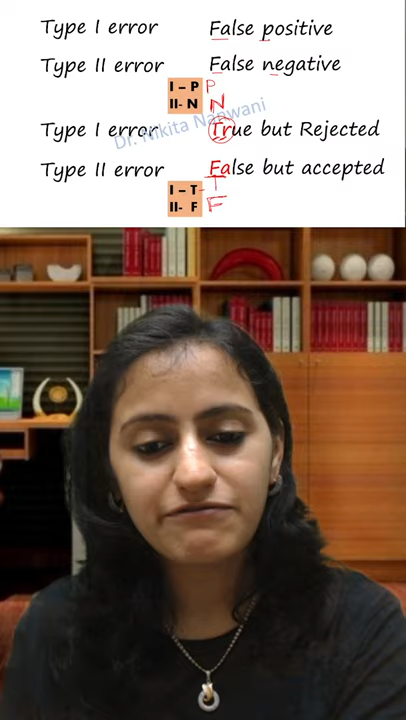 Type I error False positive
Type II error False negative
I – P P
II- N N
Dr. Nikita Nanwani
Type I error True but Rejected
Type II error False but accepted
I – T- T
II- F F